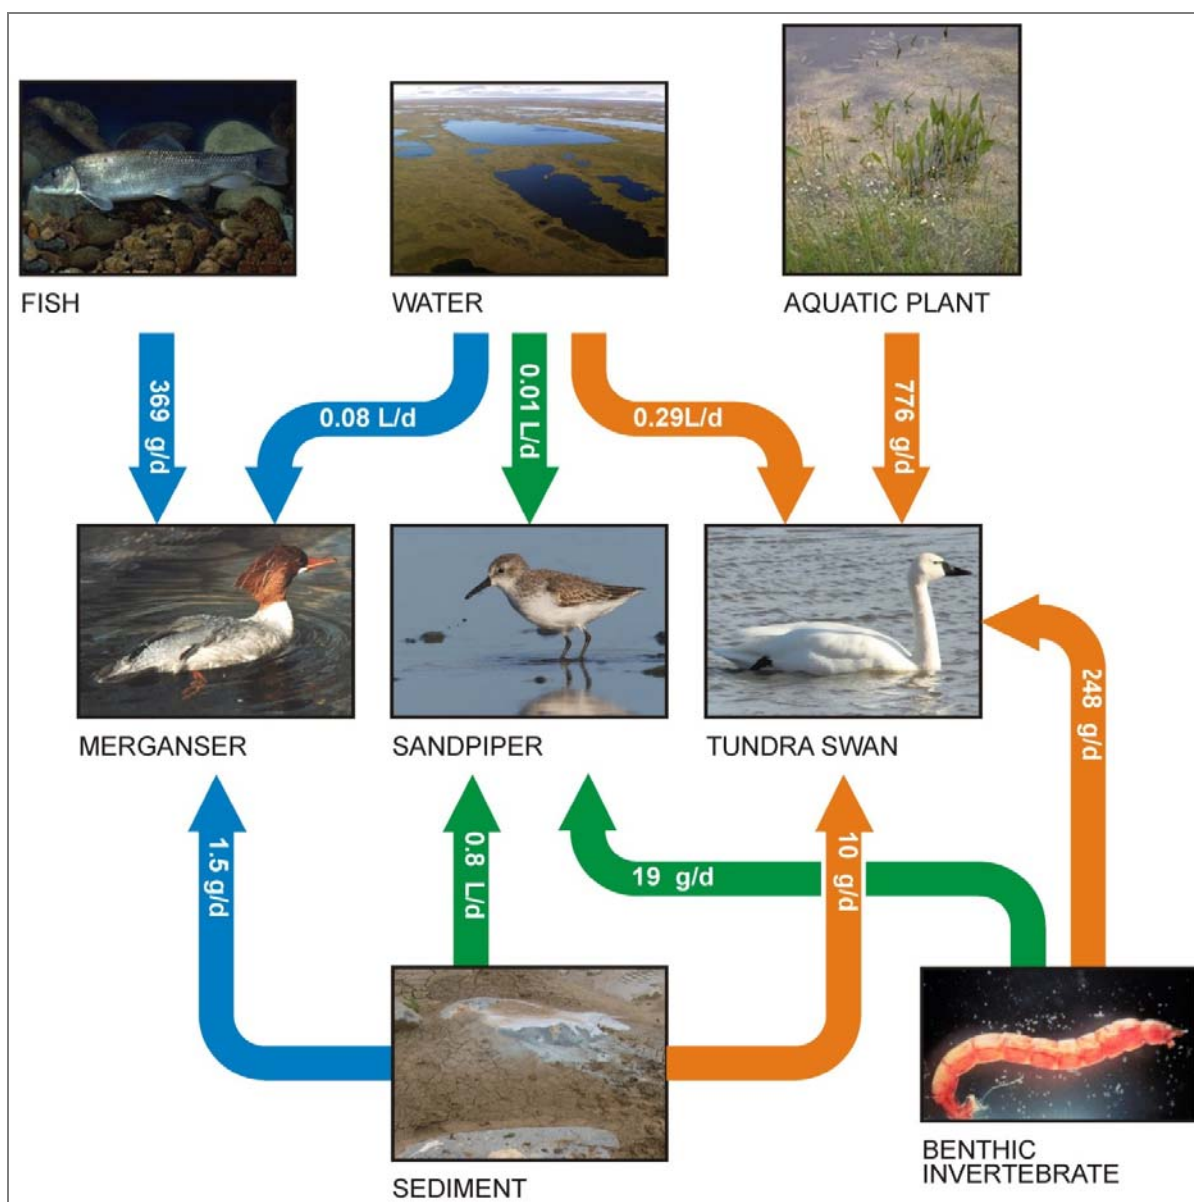 FISH
WATER
AQUATIC PLANT
369 g/d
0.08 L/d
0.01 L/d
0.29L/d
776 g/d
MERGANSER
SANDPIPER
TUNDRA SWAN
248 g/d
1.5 g/d
0.8 L/d
19 g/d
10 g/d
SEDIMENT
BENTHIC
INVERTEBRATE